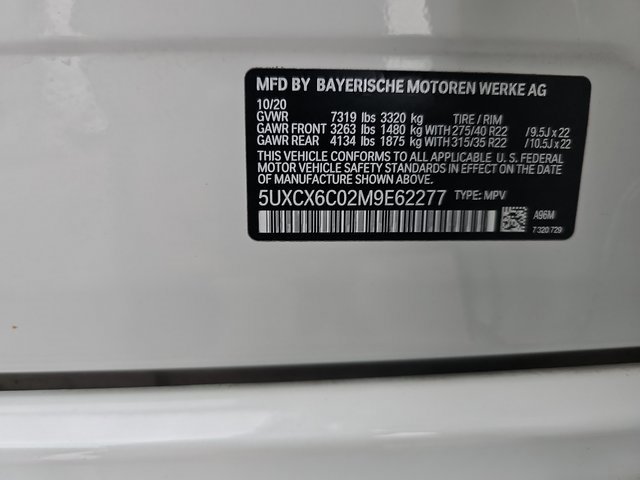 MFD BY BAYERISCHE MOTOREN WERKE AG
10/20
GVWR 7319 lbs 3320 kg TIRE / RIM
GAWR FRONT 3263 lbs 1480 kg WITH 275/40 R22 /9.5J x 22
GAWR REAR 4134 lbs 1875 kg WITH 315/35 R22 /10.5J x 22
THIS VEHICLE CONFORMS TO ALL APPLICABLE U. S. FEDERAL
MOTOR VEHICLE SAFETY STANDARDS IN EFFECT ON THE DATE
OF MANUFACTURE SHOWN ABOVE.
5UXCX6C02M9E62277 TYPE: MPV
A96M
7 320 729